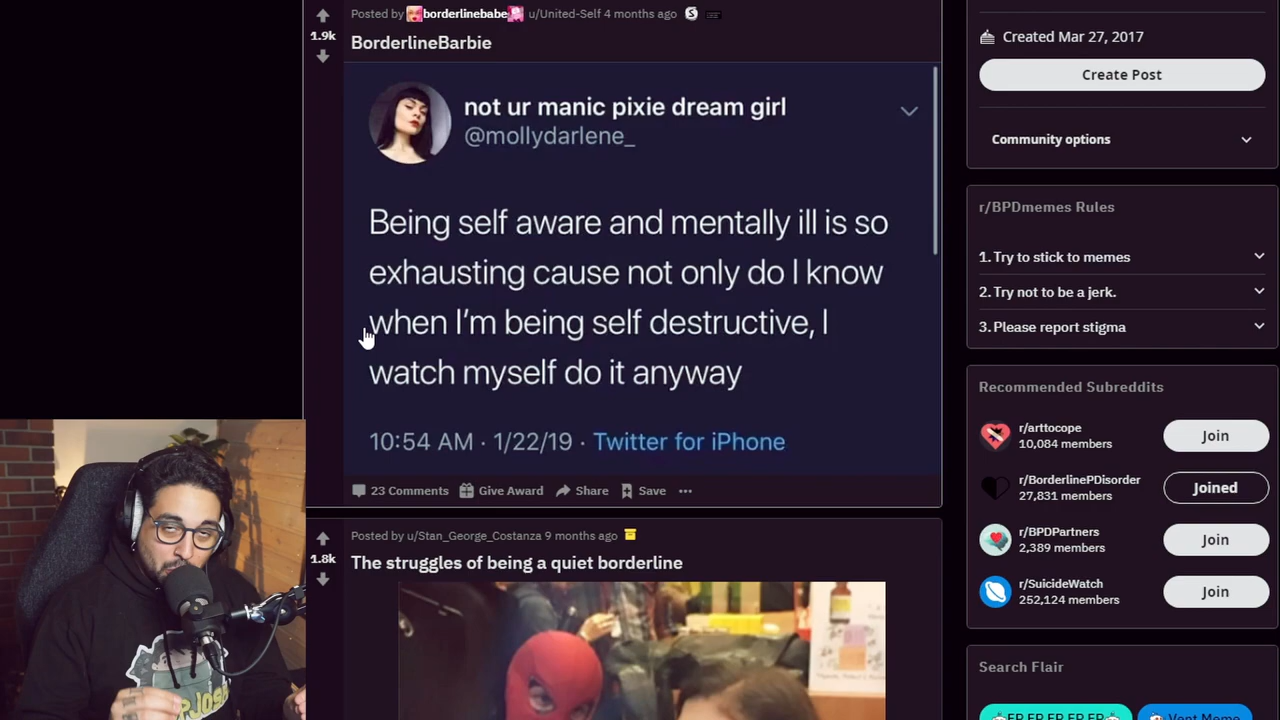 Posted by borderlinebabe u/United-Self 4 months ago
1.9k
BorderlineBarbie
not ur manic pixie dream girl
@mollydarlene_
Being self aware and mentally ill is so
exhausting cause not only do I know
when I'm being self destructive, I
watch myself do it anyway
10:54 AM · 1/22/19 · Twitter for iPhone
23 Comments Give Award Share Save ...
Posted by u/Stan_George_Costanza 9 months ago
1.8k
The struggles of being a quiet borderline
Created Mar 27, 2017
Create Post
Community options
r/BPDmemes Rules
1. Try to stick to memes
2. Try not to be a jerk.
3. Please report stigma
Recommended Subreddits
r/arttocope
10,084 members
Join
r/BorderlinePDisorder
27,831 members
Joined
r/BPDPartners
2,389 members
Join
r/SuicideWatch
252,124 members
Join
Search Flair
Vent Meme